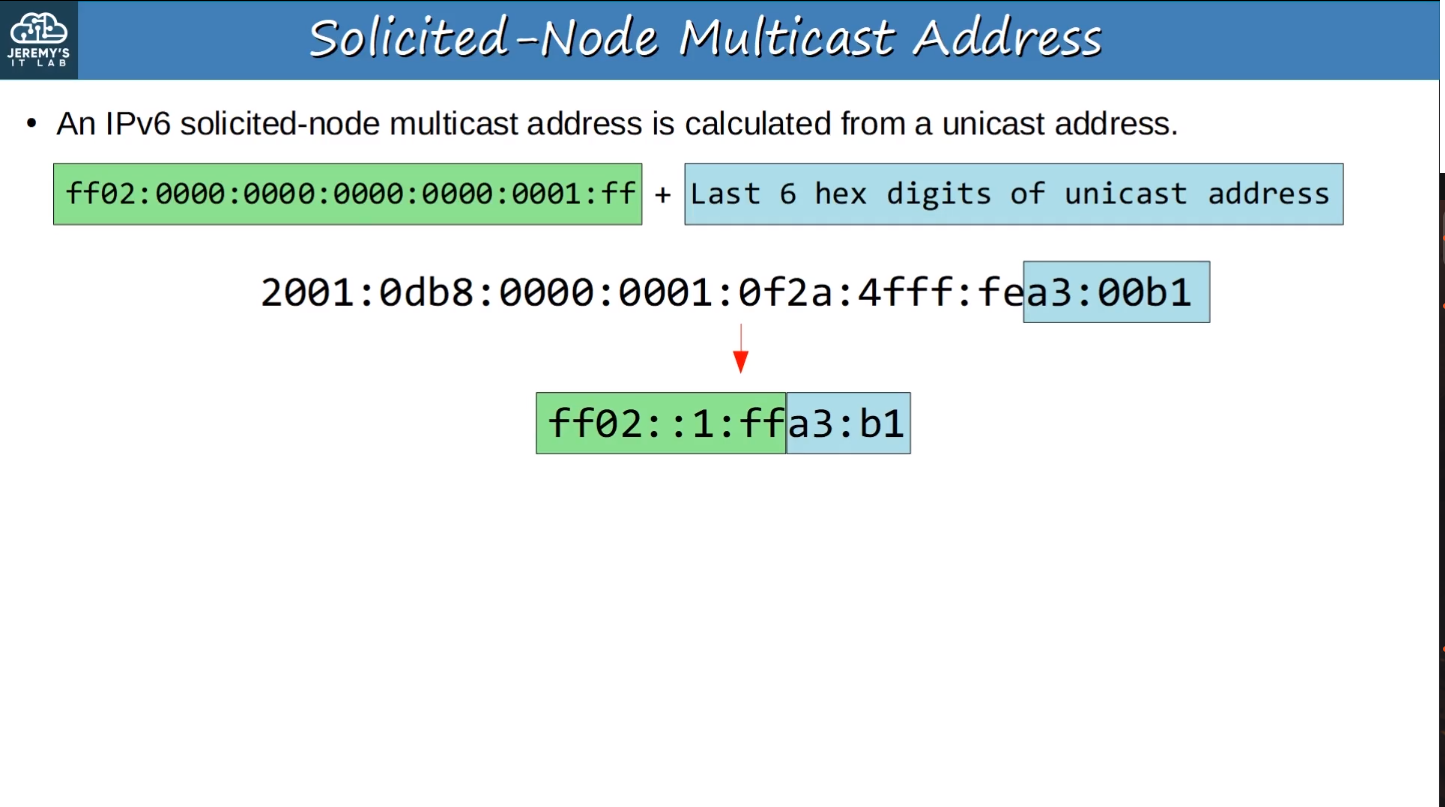 JEREMY'S
IT LAB
Solicited-Node Multicast Address
• An IPv6 solicited-node multicast address is calculated from a unicast address.
ff02:0000:0000:0000:0000:0001:ff + Last 6 hex digits of unicast address
2001:0db8:0000:0001:0f2a:4fff:fea3:00b1
ff02::1:ffa3:b1